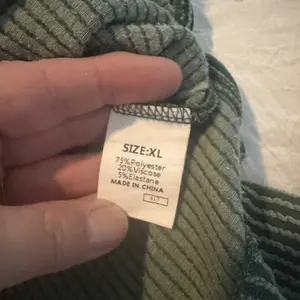 SIZE:XL
75%Polyester
20%Viscose
5%Elastane
MADE IN CHINA